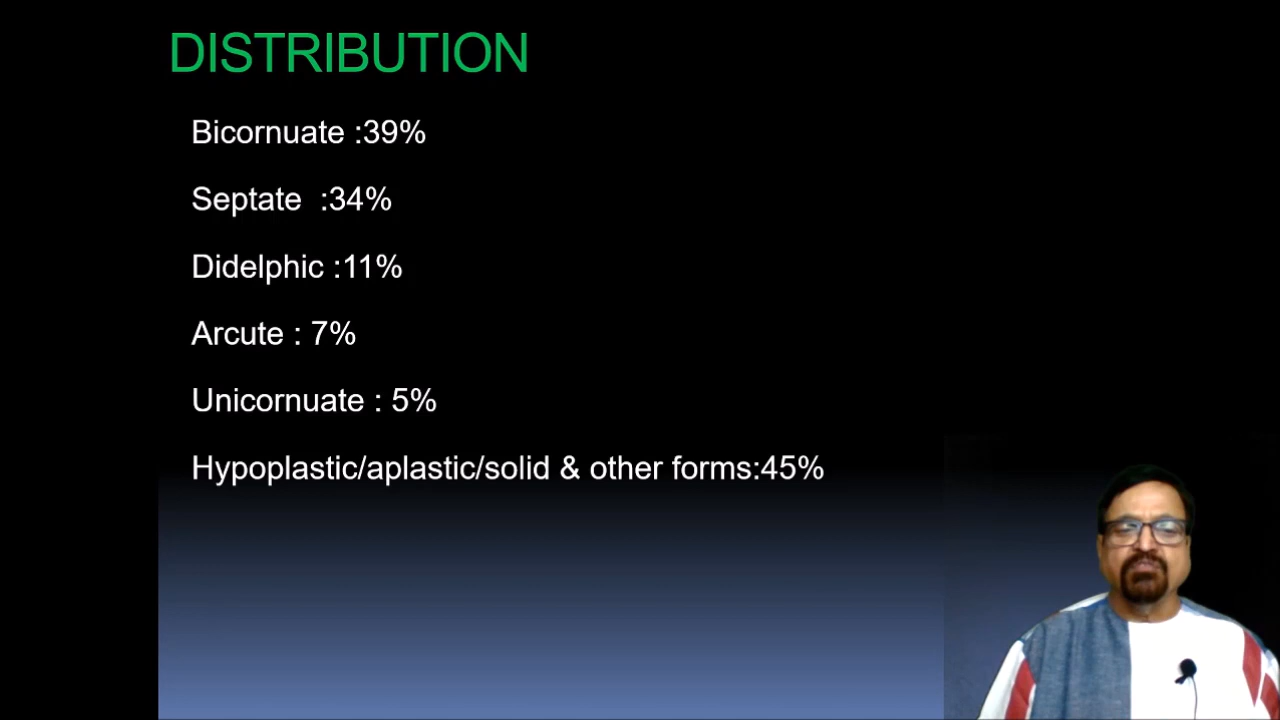 DISTRIBUTION
Bicornuate :39%
Septate  :34%
Didelphic :11%
Arcute : 7%
Unicornuate : 5%
Hypoplastic/aplastic/solid & other forms:45%